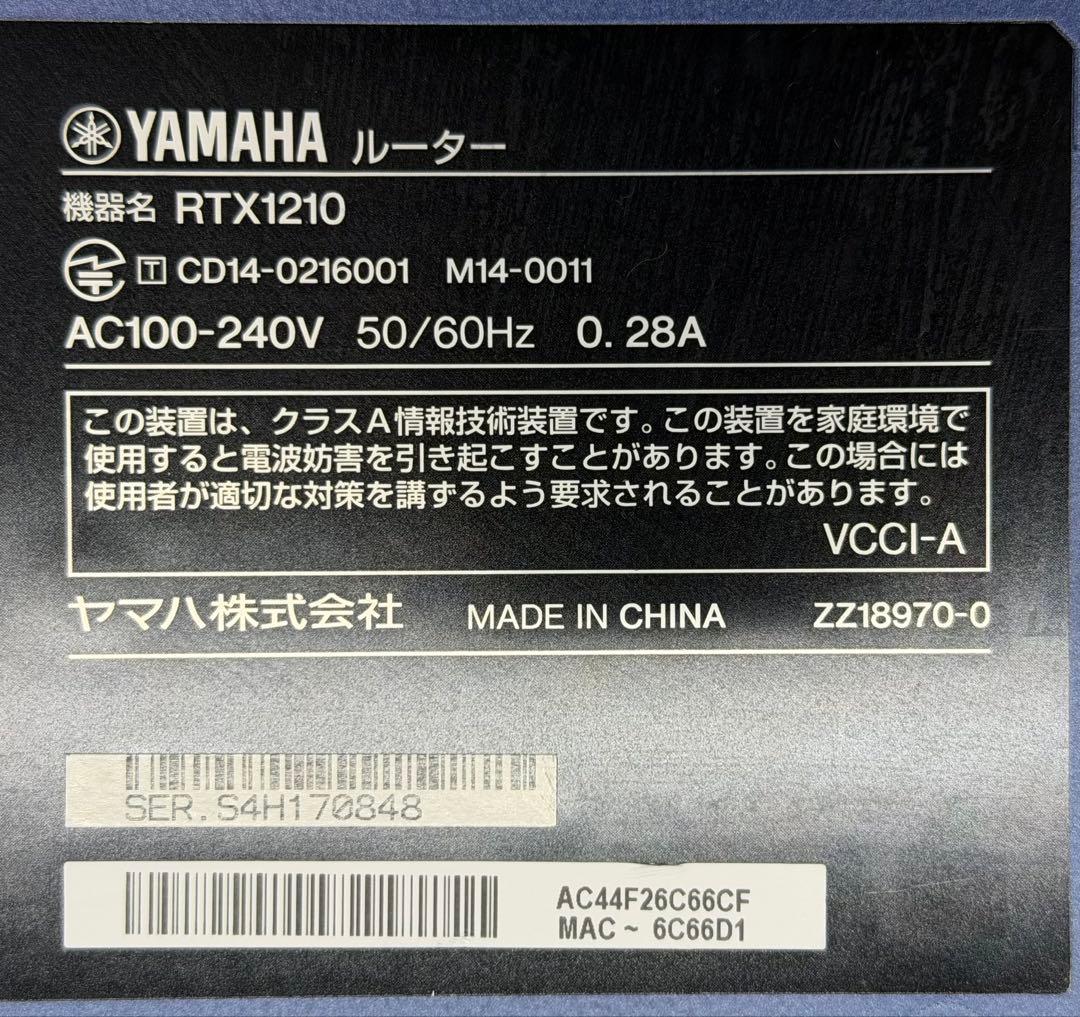 YAMAHA ルーター
機器名 RTX1210
T CD14-0216001 M14-0011
AC100-240V 50/60Hz 0.28A
この装置は、クラスA情報技術装置です。この装置を家庭環境で
使用すると電波妨害を引き起こすことがあります。この場合には
使用者が適切な対策を講ずるよう要求されることがあります。
VCCI-A
ヤマハ株式会社 MADE IN CHINA ZZ18970-0
SER.S4H170848
AC44F26C66CF
MAC ~ 6C66D1